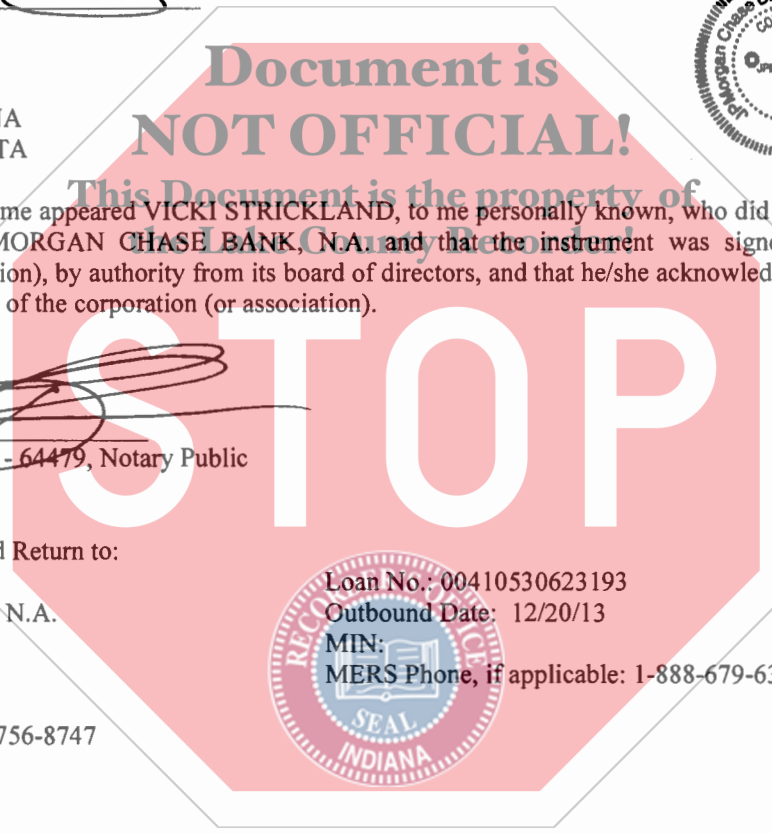 Document is
NOT OFFICIAL!
This Document is the property of
the Lake County Recorder!
JPMorgan Chase
me appeared VICKI STRICKLAND, to me personally known, who did
MORGAN CHASE BANK, N.A. and that the instrument was signe
ion), by authority from its board of directors, and that he/she acknowled
of the corporation (or association).
STOP
- 64479, Notary Public
d Return to:
Loan No.: 00410530623193
N.A.
Outbound Date: 12/20/13
MIN:
MERS Phone, if applicable: 1-888-679-63
756-8747
RECORDER'S OFFICE
SEAL
INDIANA